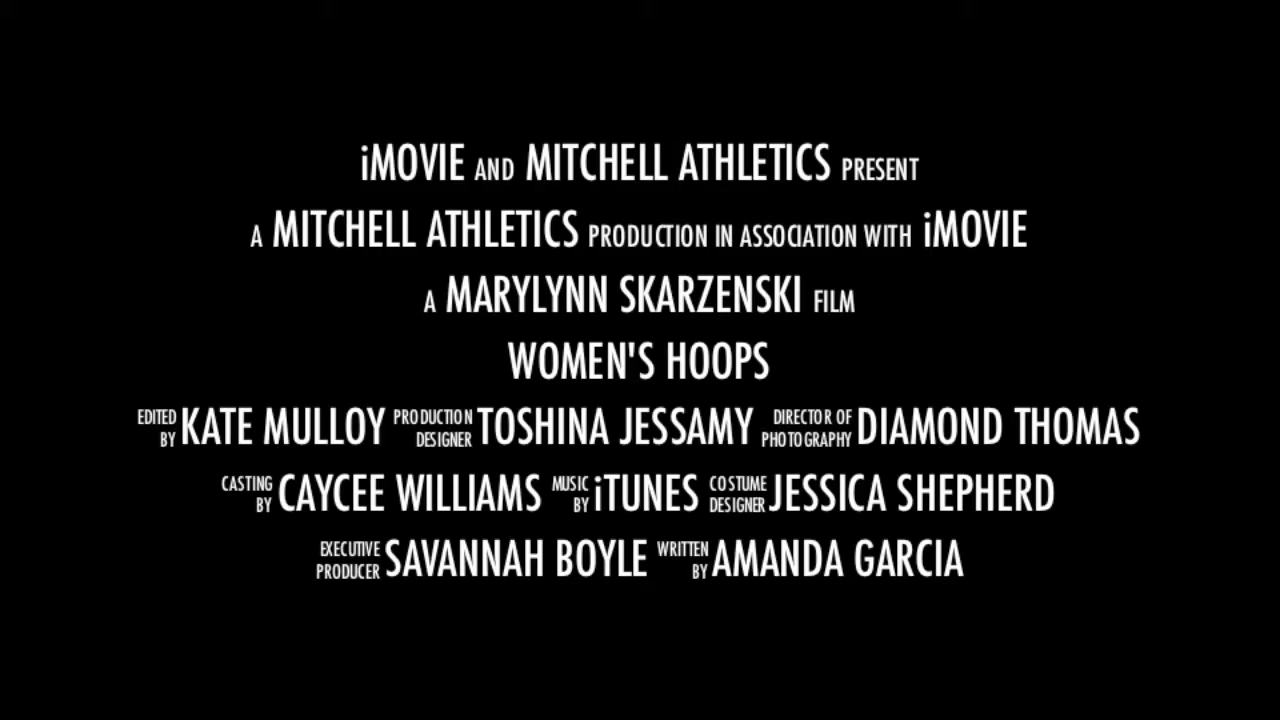 iMOVIE AND MITCHELL ATHLETICS PRESENT
A MITCHELL ATHLETICS PRODUCTION IN ASSOCIATION WITH iMOVIE
A MARYLYNN SKARZENSKI FILM
WOMEN'S HOOPS
EDITED BY KATE MULLOY PRODUCTION DESIGNER TOSHINA JESSAMY DIRECTOR OF PHOTOGRAPHY DIAMOND THOMAS
CASTING BY CAYCEE WILLIAMS MUSIC BY iTUNES COSTUME DESIGNER JESSICA SHEPHERD
EXECUTIVE PRODUCER SAVANNAH BOYLE WRITTEN BY AMANDA GARCIA